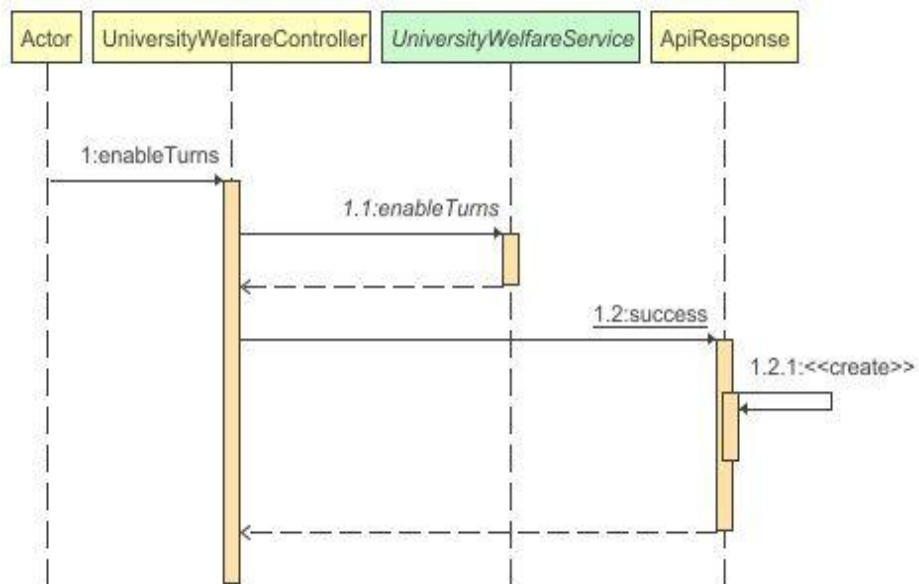 Actor
UniversityWelfareController
UniversityWelfareService
ApiResponse
1:enableTurns
1.1:enableTurns
1.2:success
1.2.1:<<create>>